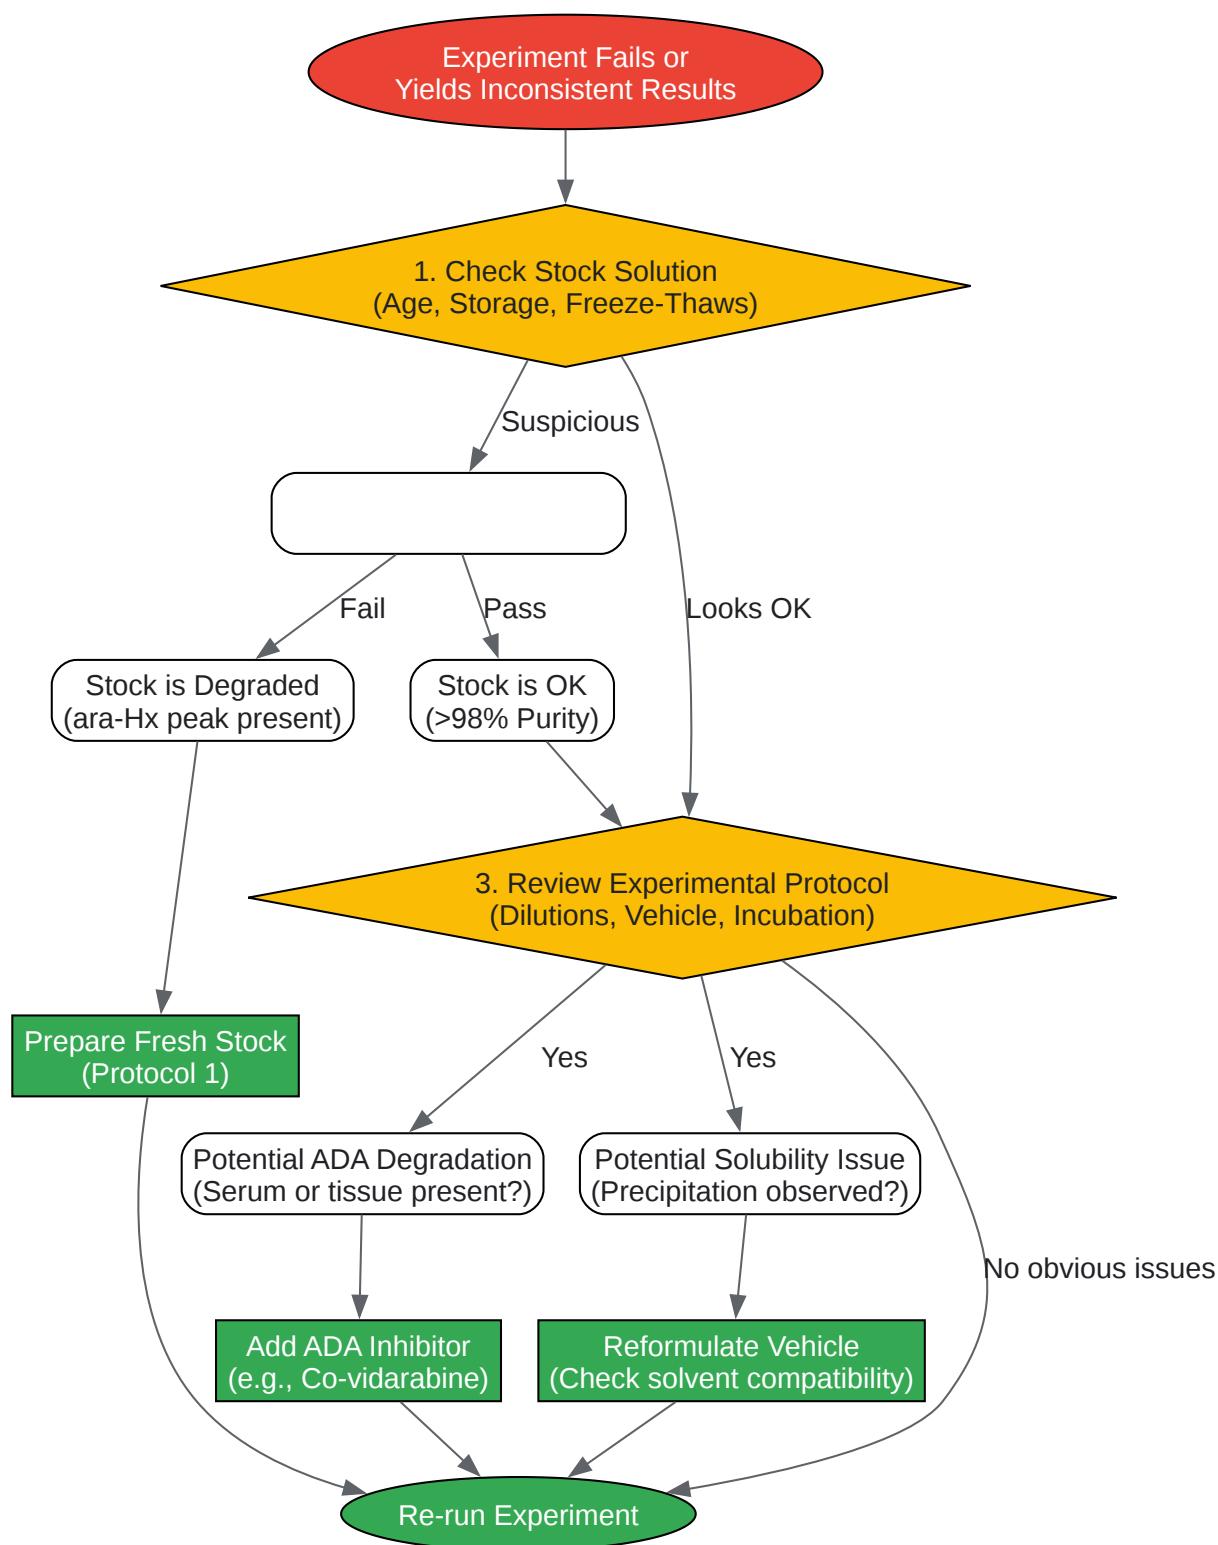 Experiment Fails or
Yields Inconsistent Results
1. Check Stock Solution
(Age, Storage, Freeze-Thaws)
Suspicious
Fail
Pass
Looks OK
Stock is Degraded
(ara-Hx peak present)
Stock is OK
(>98% Purity)
3. Review Experimental Protocol
(Dilutions, Vehicle, Incubation)
Prepare Fresh Stock
(Protocol 1)
Yes
Yes
Potential ADA Degradation
(Serum or tissue present?)
Potential Solubility Issue
(Precipitation observed?)
No obvious issues
Add ADA Inhibitor
(e.g., Co-vidarabine)
Reformulate Vehicle
(Check solvent compatibility)
Re-run Experiment